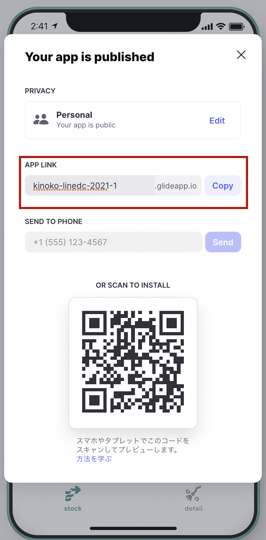 2:41
Your app is published
PRIVACY
Personal
Your app is public
Edit
APP LINK
kinoko-linedc-2021-1
.glideapp.io
Copy
SEND TO PHONE
+1 (555) 123-4567
Send
OR SCAN TO INSTALL
スマホやタブレットでこのコードを
スキャンしてプレビューします。
方法を学ぶ
stock
detail